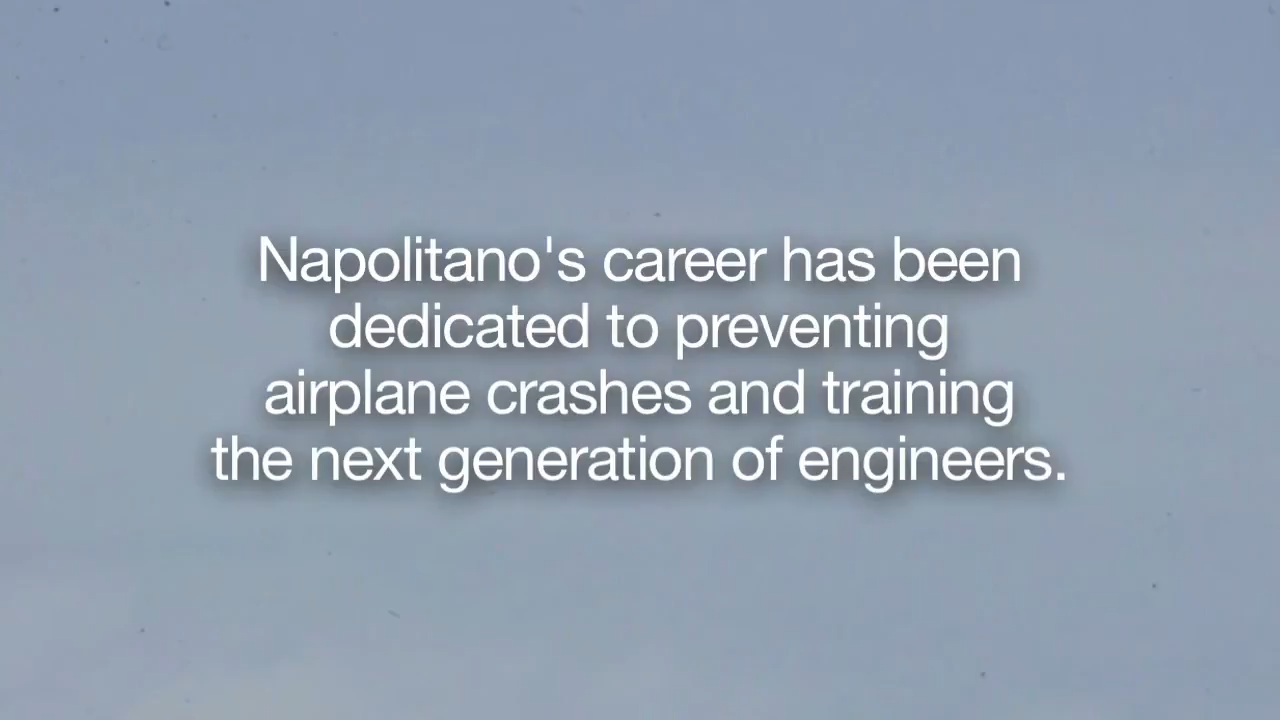 Napolitano's career has been
dedicated to preventing
airplane crashes and training
the next generation of engineers.